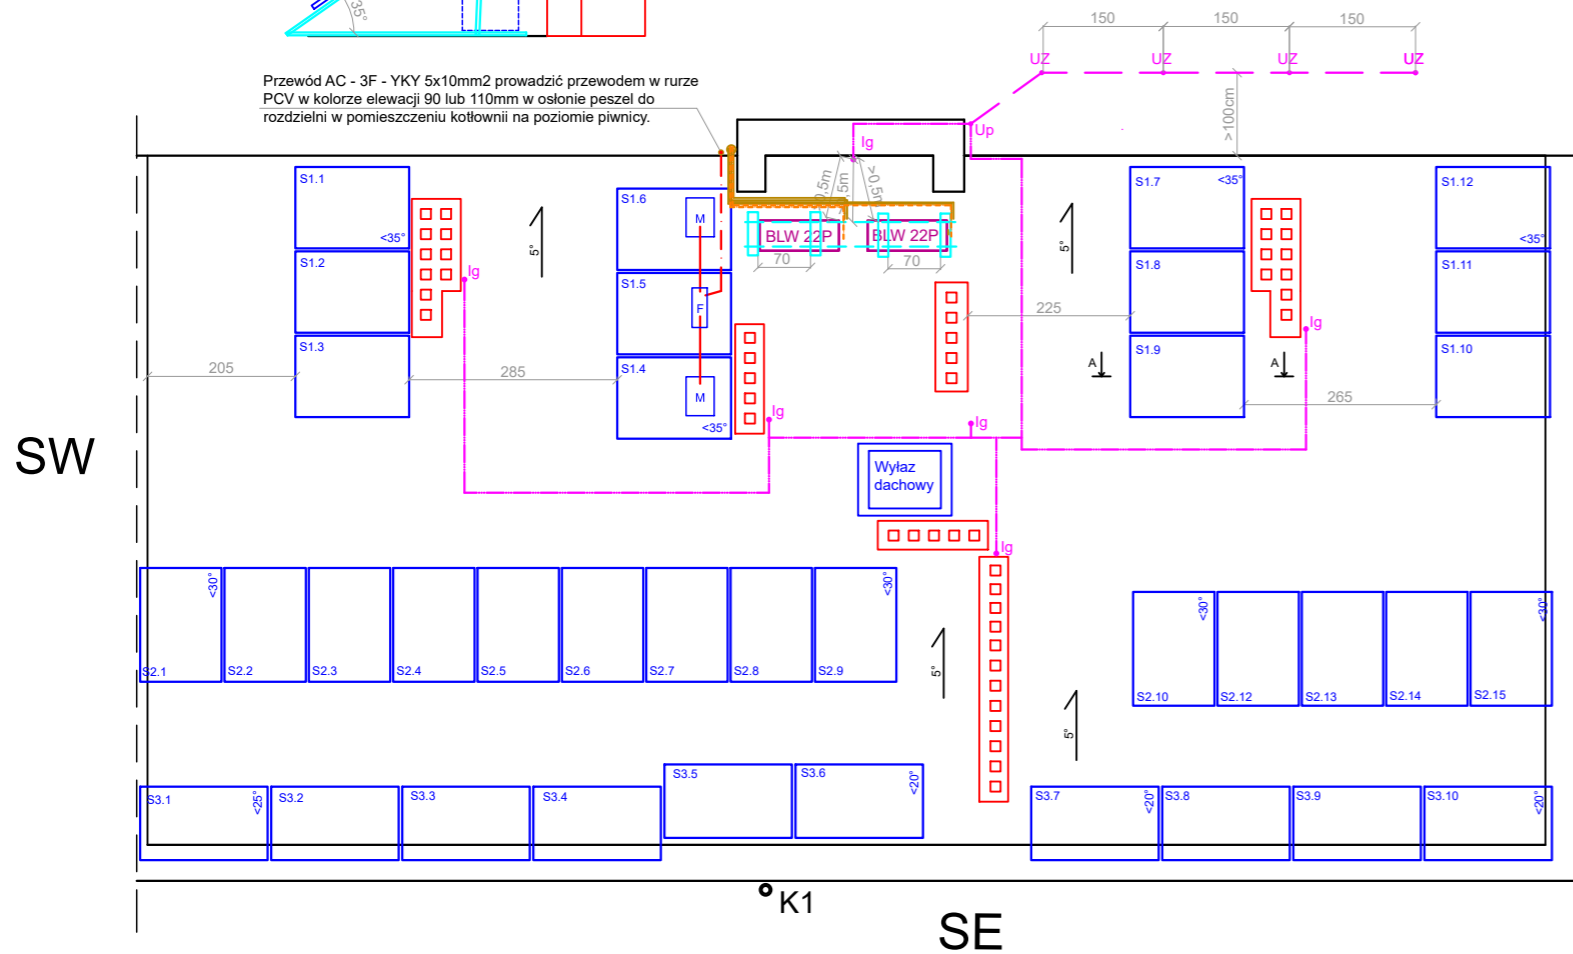 35°
150 150 150
UZ UZ UZ UZ
Przewód AC - 3F - YKY 5x10mm2 prowadzić przewodem w rurze
PCV w kolorze elewacji 90 lub 110mm w osłonie peszel do
rozdzielni w pomieszczeniu kotłownii na poziomie piwnicy.
>100cm
Up
Ig
S1.1
<35°
S1.2
S1.3
Ig
5°
S1.6
M
S1.5
F
S1.4
M
<35°
>0,5m
BLW 22P BLW 22P
70 70
5°
S1.7
<35°
S1.8
S1.9
S1.12
<35°
S1.11
S1.10
Ig
225
A A
205
285
265
Ig
Ig
SW
Wyłaz
dachowy
Ig
<30° <30°
S2.1 S2.2 S2.3 S2.4 S2.5 S2.6 S2.7 S2.8 S2.9
<30° <30°
S2.10 S2.12 S2.13 S2.14 S2.15
5°
5°
S3.5 S3.6
<20°
S3.1 S3.2 S3.3 S3.4
<25°
S3.7 S3.8 S3.9 S3.10
<20° <20°
K1
SE